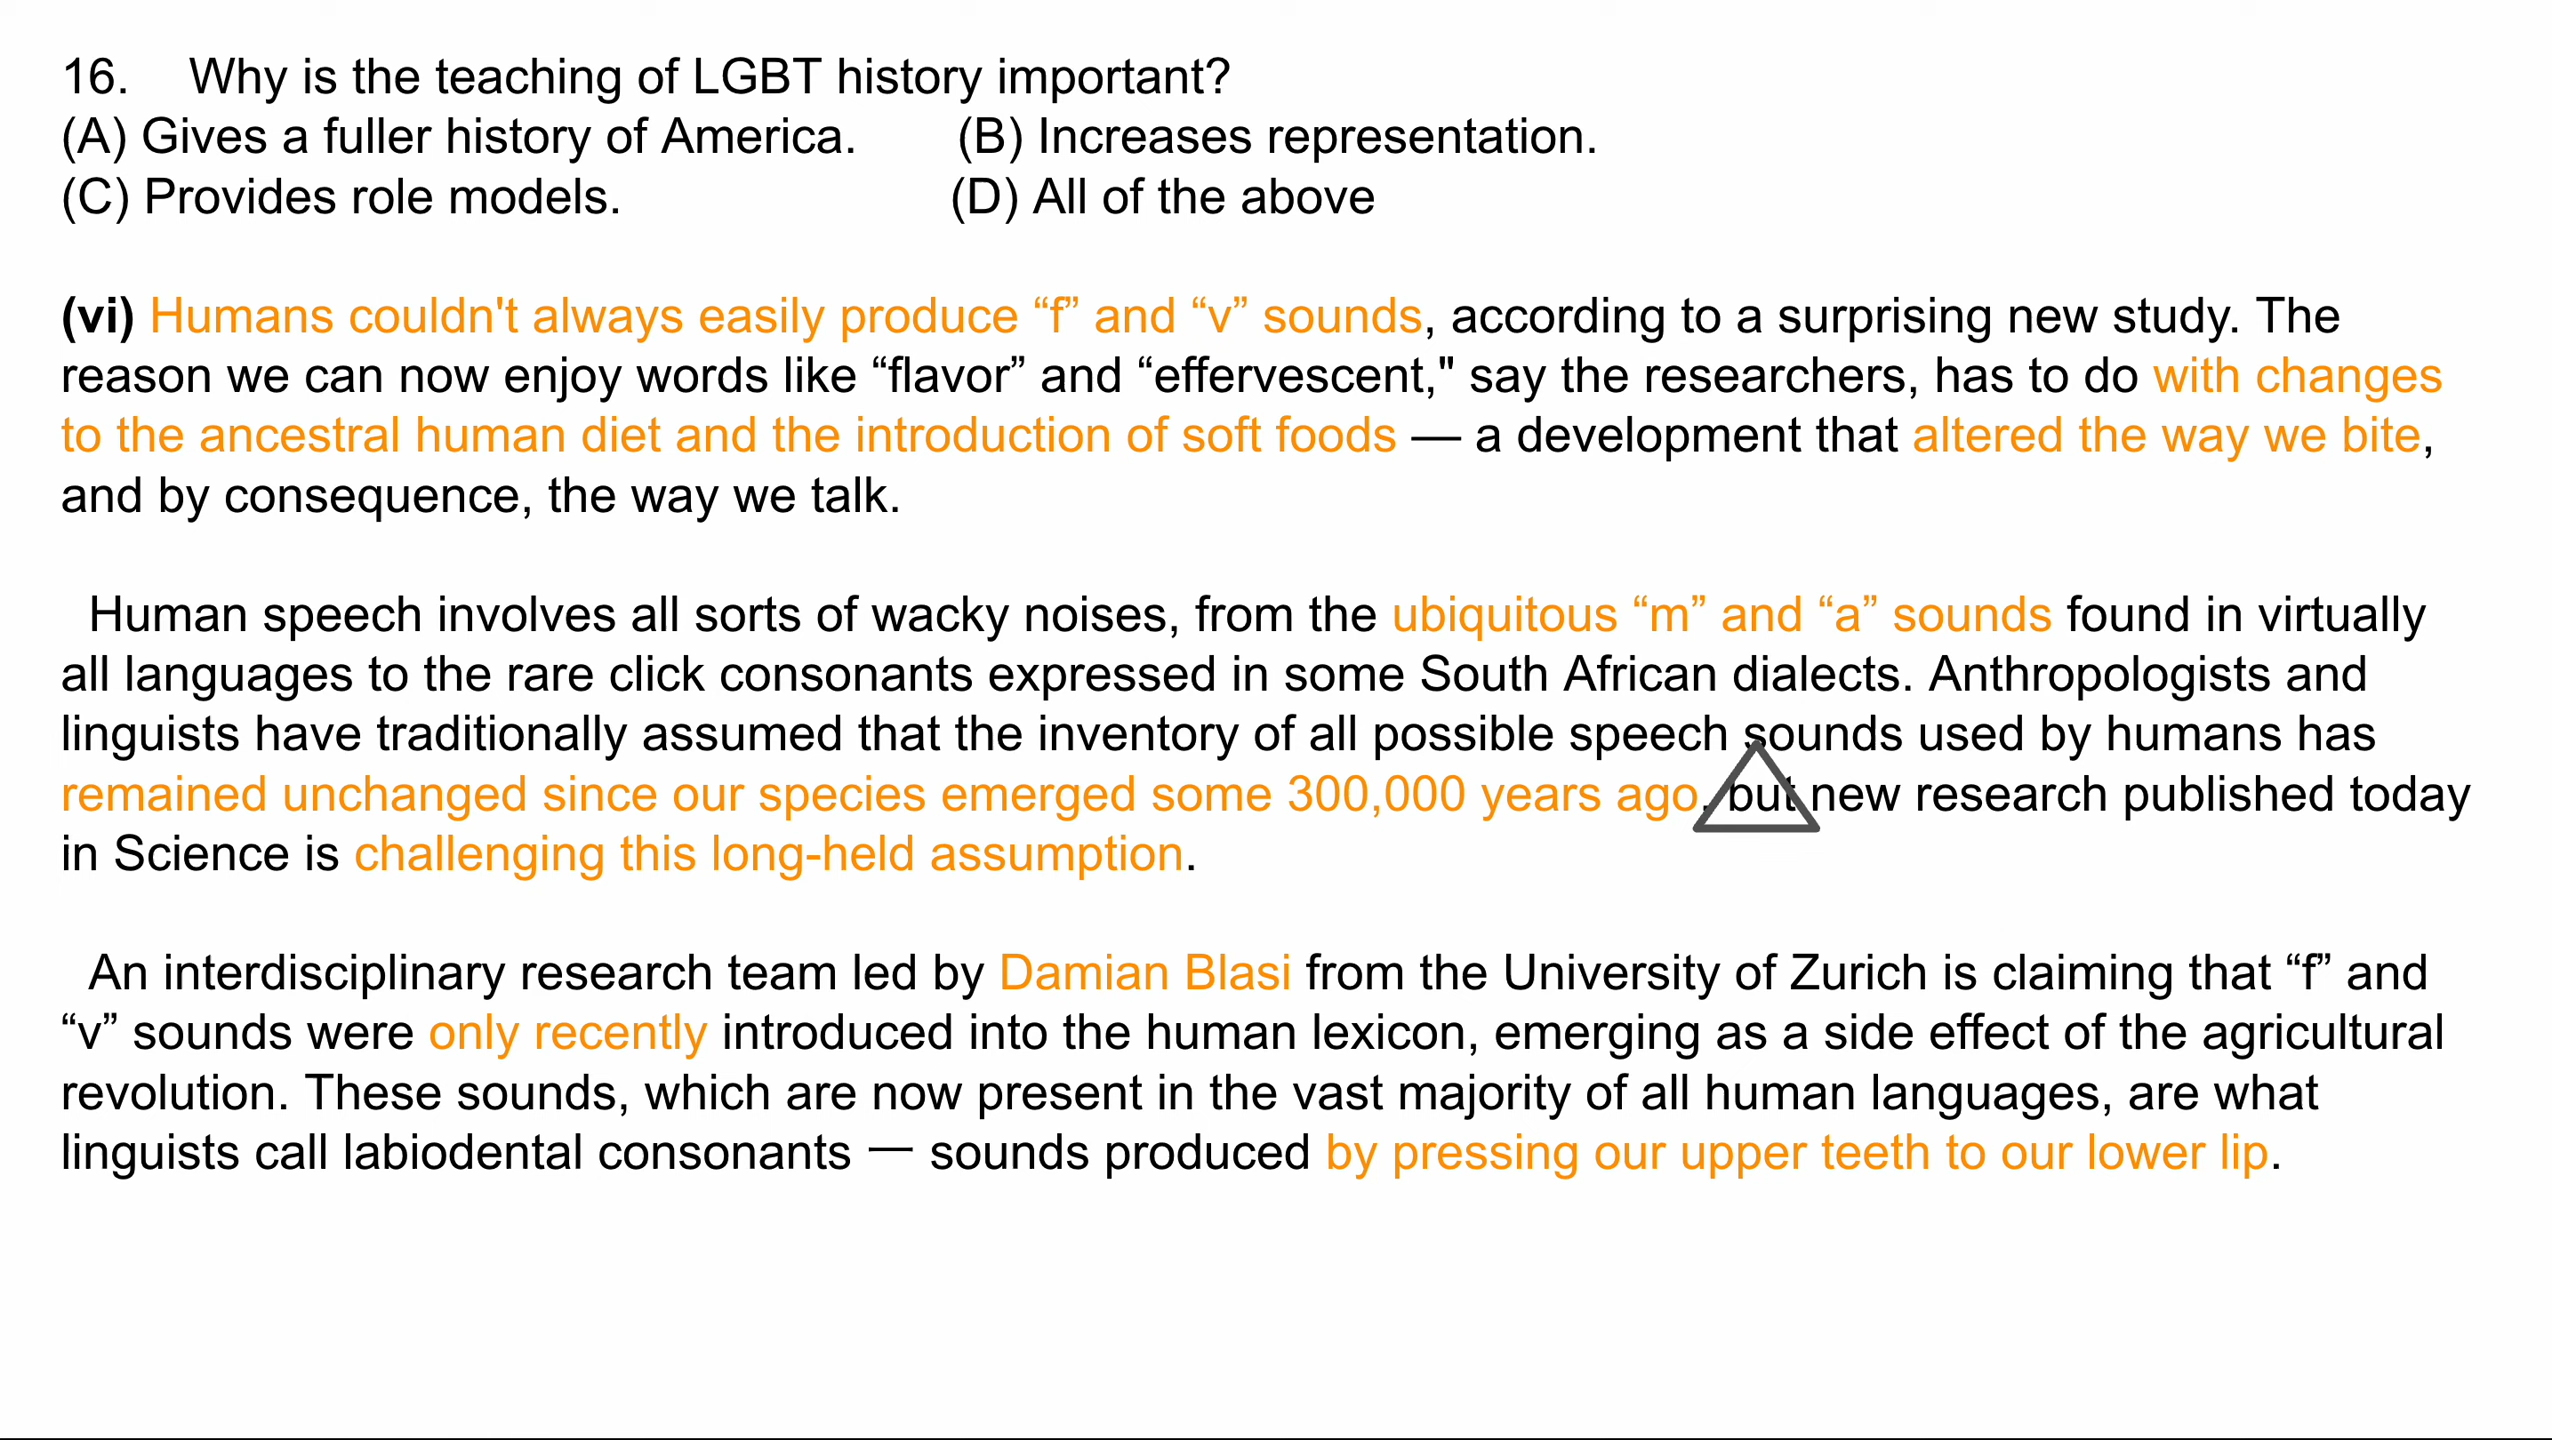 16. Why is the teaching of LGBT history important?
(A) Gives a fuller history of America. (B) Increases representation.
(C) Provides role models. (D) All of the above
(vi) Humans couldn't always easily produce “f” and “v” sounds, according to a surprising new study. The
reason we can now enjoy words like “flavor” and “effervescent," say the researchers, has to do with changes
to the ancestral human diet and the introduction of soft foods — a development that altered the way we bite,
and by consequence, the way we talk.
Human speech involves all sorts of wacky noises, from the ubiquitous “m” and “a” sounds found in virtually
all languages to the rare click consonants expressed in some South African dialects. Anthropologists and
linguists have traditionally assumed that the inventory of all possible speech sounds used by humans has
remained unchanged since our species emerged some 300,000 years ago, but new research published today
in Science is challenging this long-held assumption.
An interdisciplinary research team led by Damian Blasi from the University of Zurich is claiming that “f” and
“v” sounds were only recently introduced into the human lexicon, emerging as a side effect of the agricultural
revolution. These sounds, which are now present in the vast majority of all human languages, are what
linguists call labiodental consonants — sounds produced by pressing our upper teeth to our lower lip.